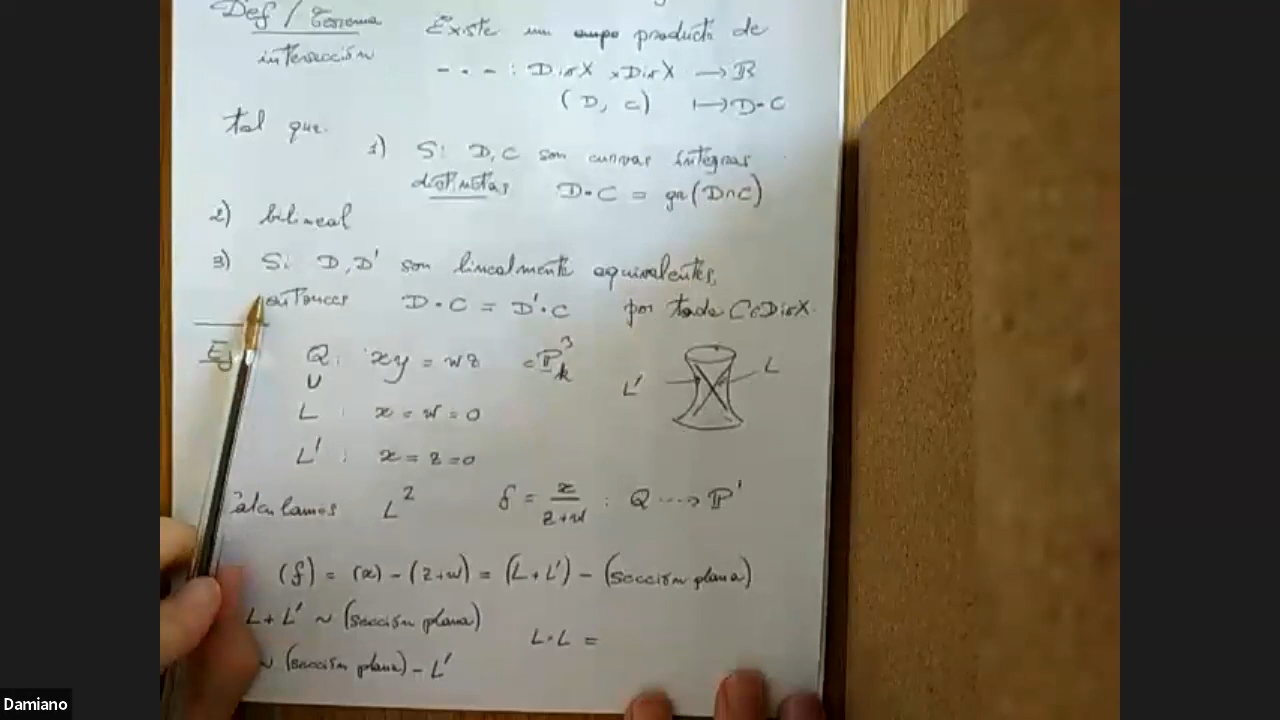 Def / Teorema Existe un producto de
intersección
- · - : Div X × Div X → R
(D, C) ↦ D·C
tal que.
1) Si D, C son curvas íntegras
distintas D·C = gr(D∩C)
2) bilineal
3) Si D, D' son linealmente equivalentes,
entonces D·C = D'·C por toda C∈Div X.
Ej Q: xy = wz ⊂ P³ₖ
∪
L : x = w = 0
L' : x = z = 0
L' L
Calculamos L² f = x/(z+w) : Q ⇢ P¹
(f) = (x) - (z+w) = (L+L') - (sección plana)
L+L' ~ (sección plana)
L·L =
~ (sección plana) - L'
Damiano